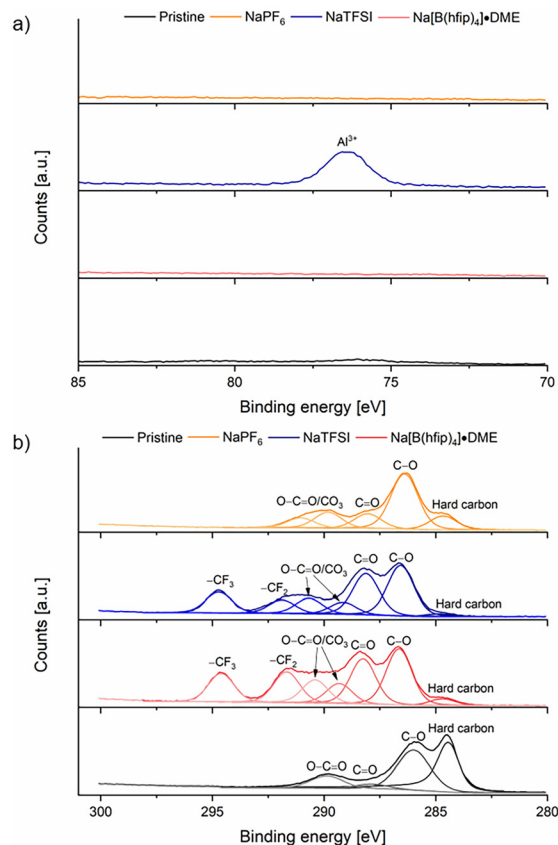 a)
Pristine NaPF₆ NaTFSI Na[B(hfip)₄]•DME
Al³⁺
Counts [a.u.]
85 80 75 70
Binding energy [eV]
b)
Pristine NaPF₆ NaTFSI Na[B(hfip)₄]•DME
C–O
O–C=O/CO₃ C=O
Hard carbon
O–C=O/CO₃ C=O C–O
–CF₃
–CF₂
Hard carbon
O–C=O/CO₃ C=O C–O
–CF₃ –CF₂
Hard carbon
Hard carbon
C–O
O–C=O C=O
Counts [a.u.]
300 295 290 285 280
Binding energy [eV]